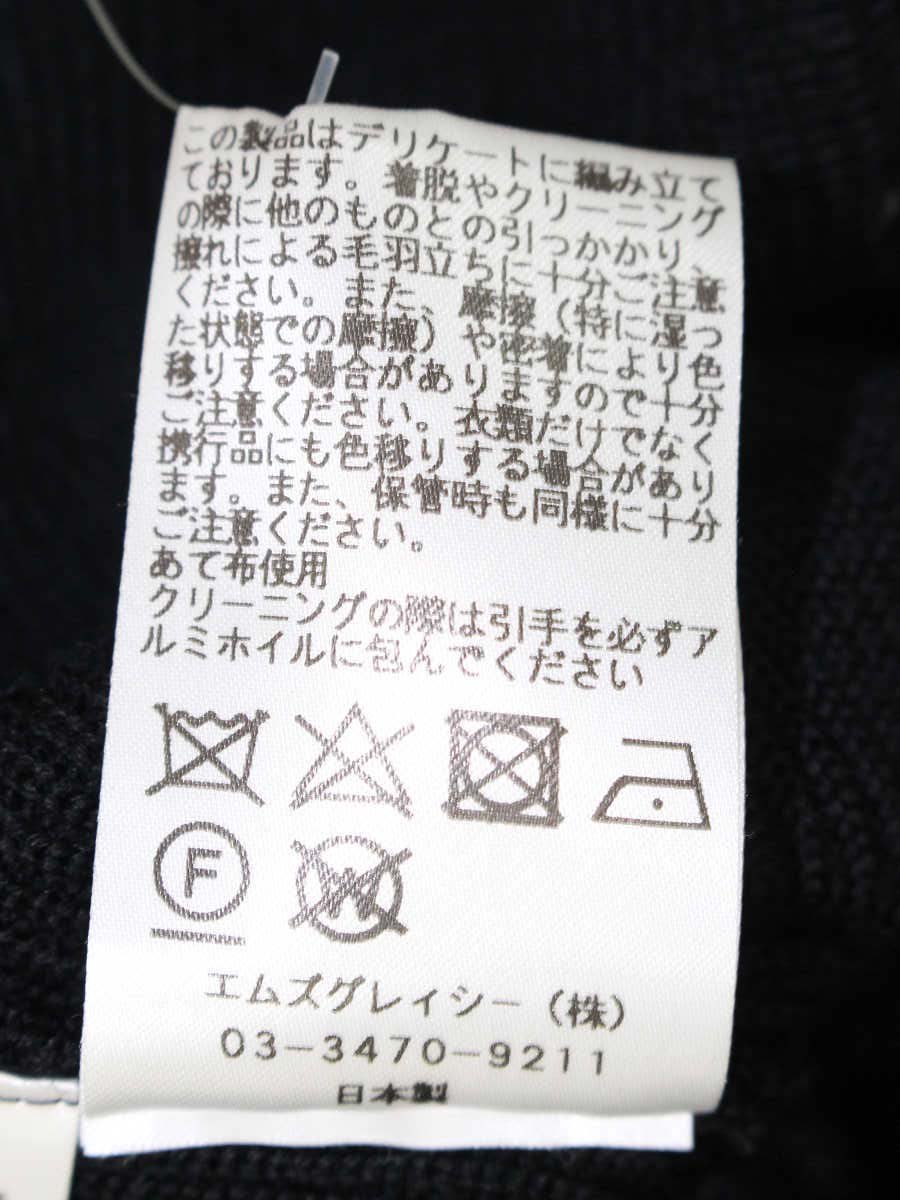 この製品はデリケートに編み立て
ております。着脱やクリーニング
の際に他のものとの引っかかり、
擦れによる毛羽立ちに十分ご注意
ください。また、摩擦（特に湿っ
た状態での摩擦）や密着により色
移りする場合がありますので十分
ご注意ください。衣類だけでなく
携行品にも色移りする場合があり
ます。また、保管時も同様に十分
ご注意ください。
あて布使用
クリーニングの際は引手を必ずア
ルミホイルに包んでください
F W
エムズグレイシー（株）
03-3470-9211
日本製